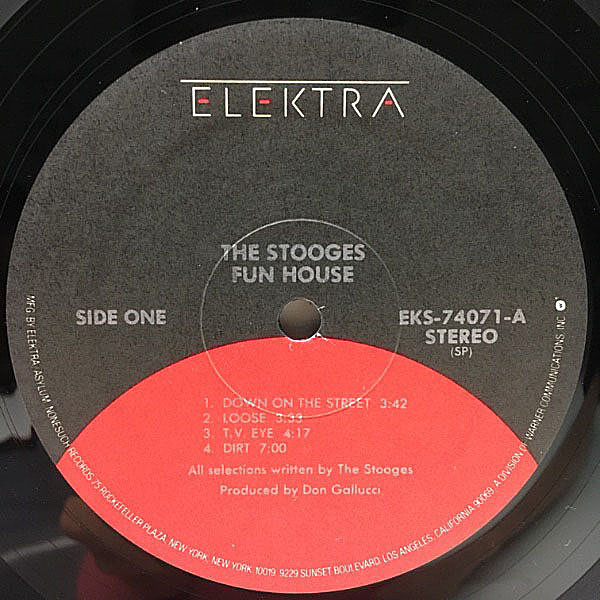 ELEKTRA
THE STOOGES
FUN HOUSE
SIDE ONE
EKS-74071-A
STEREO
(SP)
1. DOWN ON THE STREET 3:42
2. LOOSE 3:33
3. T.V. EYE 4:17
4. DIRT 7:00
All selections written by The Stooges
Produced by Don Gallucci
MFG. BY ELEKTRA, ASYLUM, NONESUCH RECORDS 75 ROCKEFELLER PLAZA, NEW YORK, NEW YORK 10019. 9229 SUNSET BOULEVARD, LOS ANGELES, CALIFORNIA 90069. A DIVISION OF WARNER COMMUNICATIONS, INC.